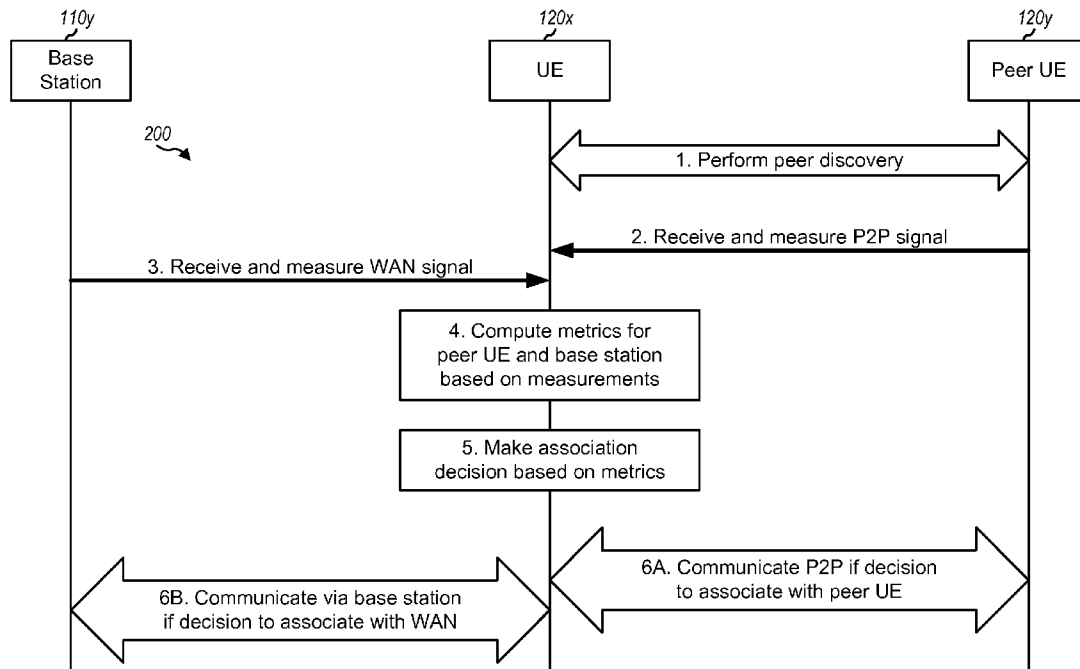 110y
120x
120y
Base
Station
UE
Peer UE
200
1. Perform peer discovery
2. Receive and measure P2P signal
3. Receive and measure WAN signal
4. Compute metrics for
peer UE and base station
based on measurements
5. Make association
decision based on metrics
6A. Communicate P2P if decision
to associate with peer UE
6B. Communicate via base station
if decision to associate with WAN